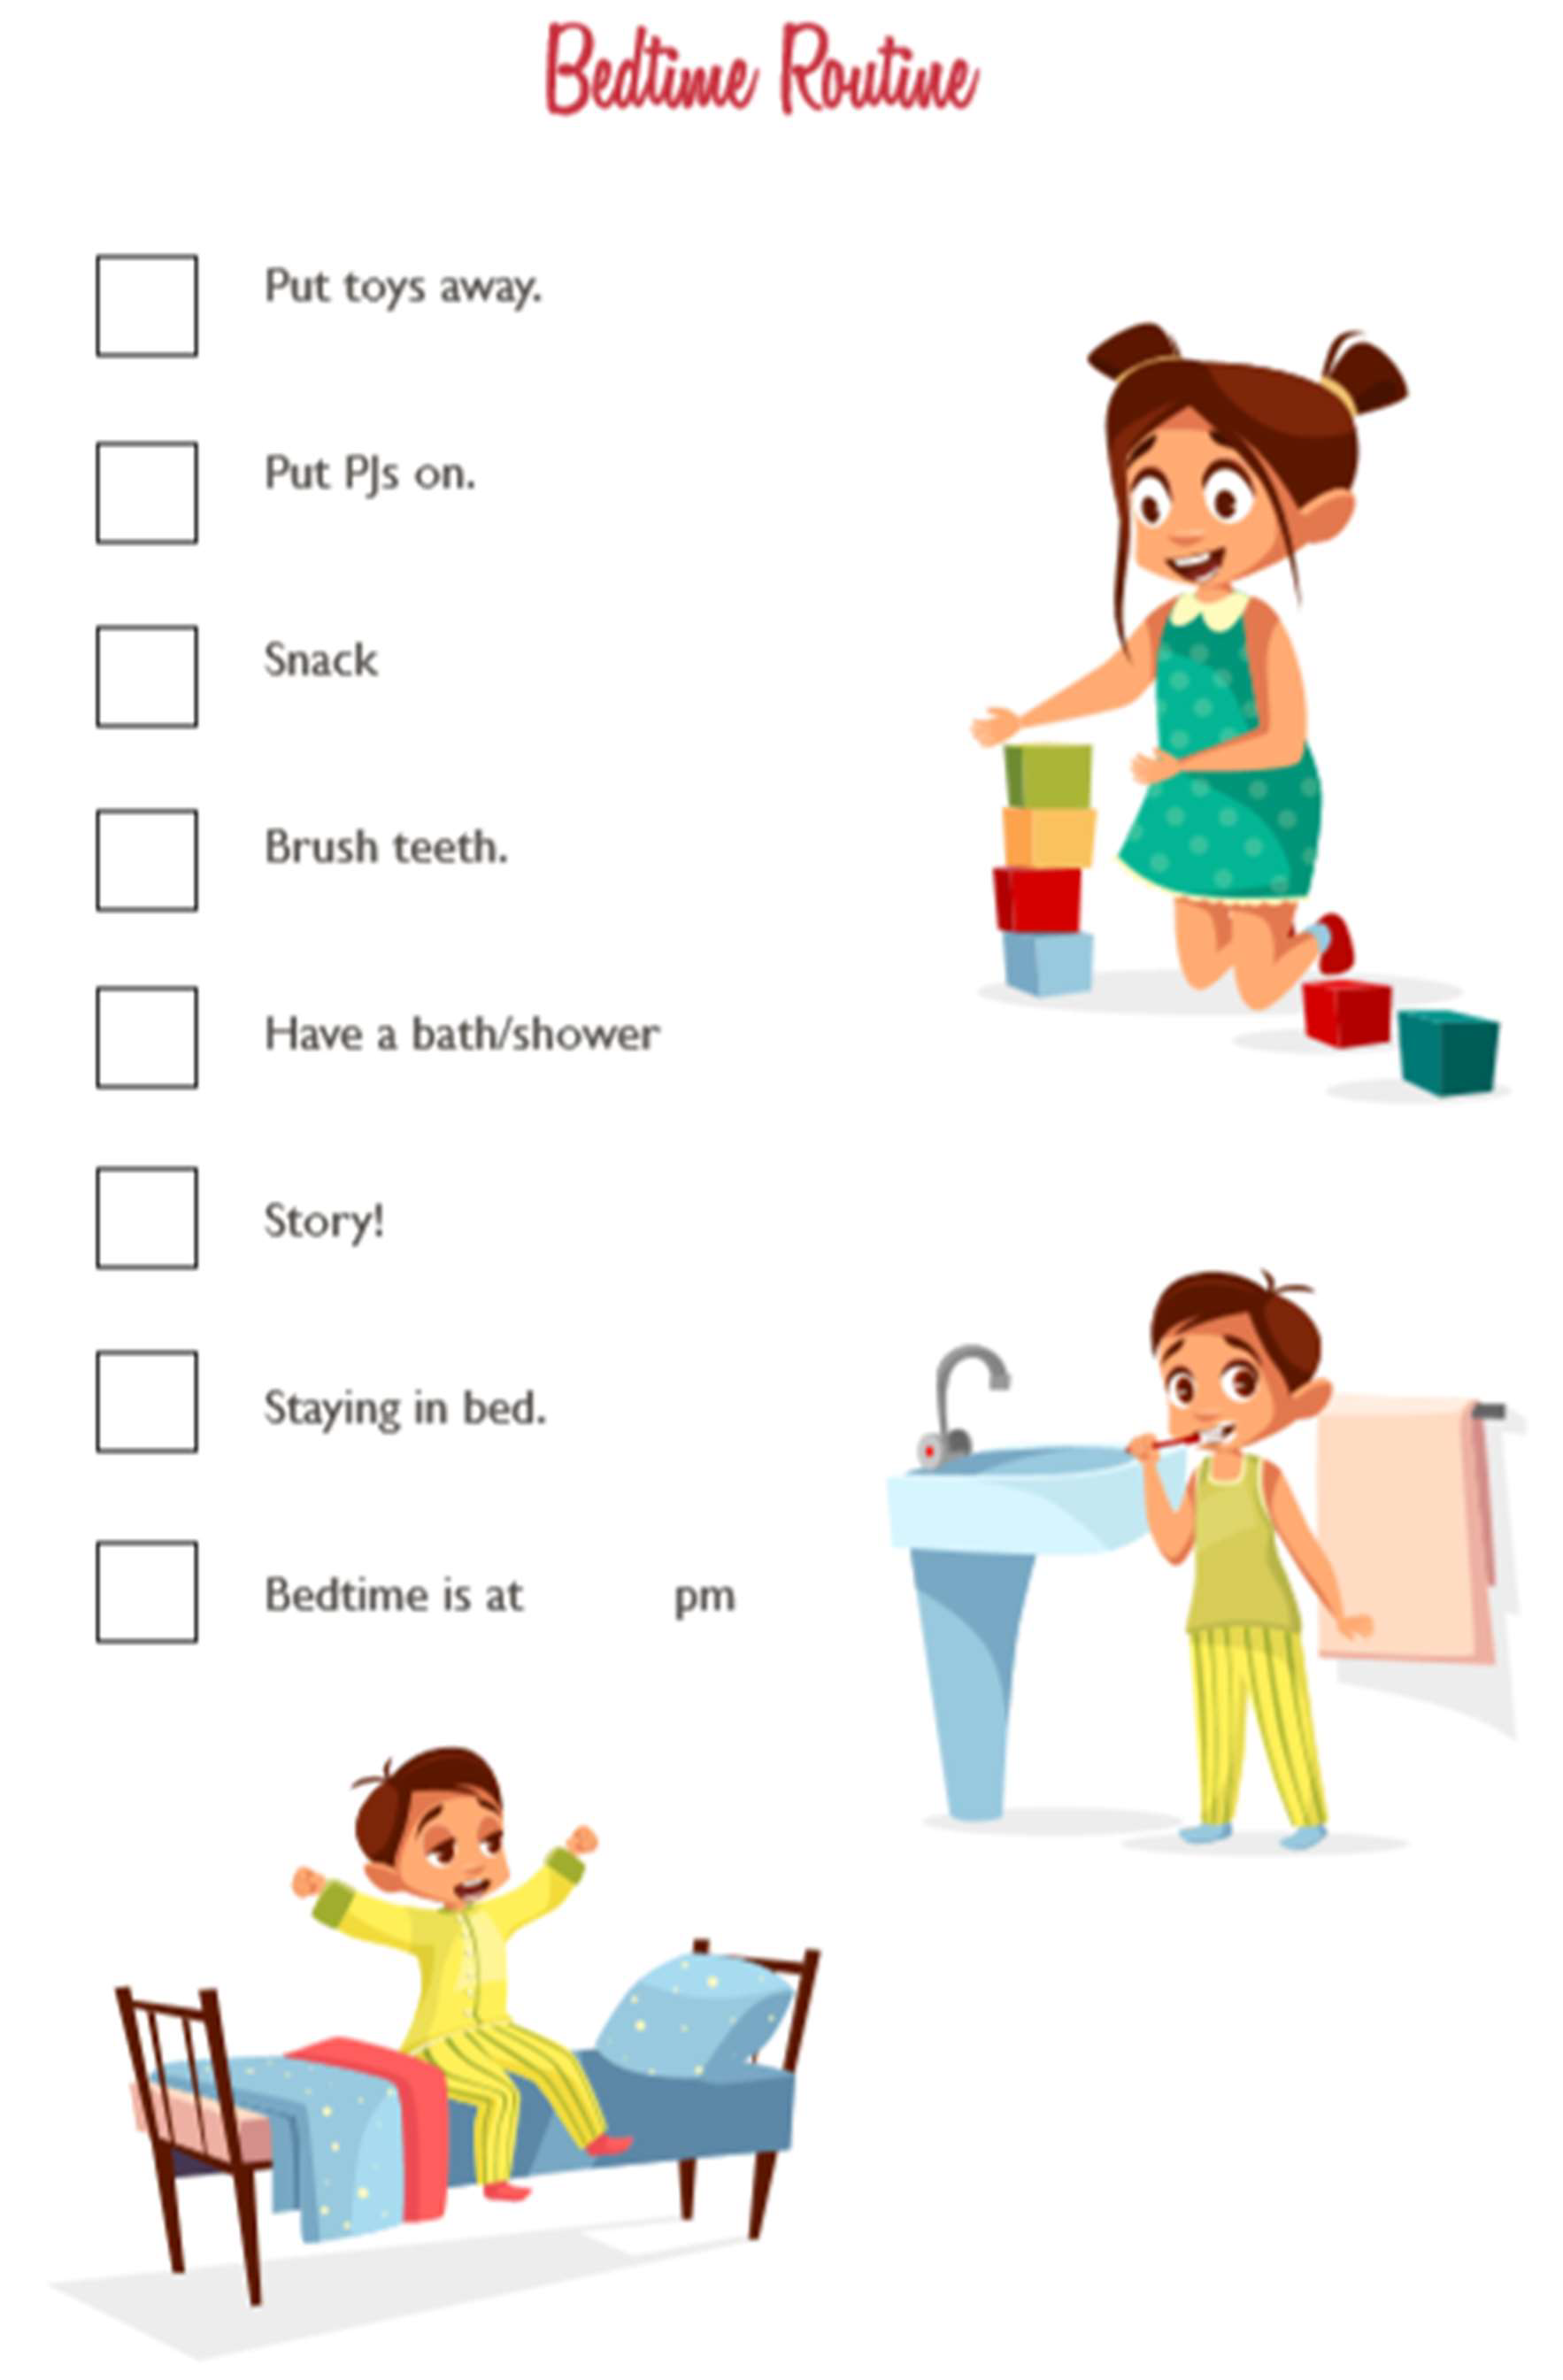 Bedtime Routine
Put toys away.
Put PJs on.
Snack
Brush teeth.
Have a bath/shower
Story!
Staying in bed.
Bedtime is at pm